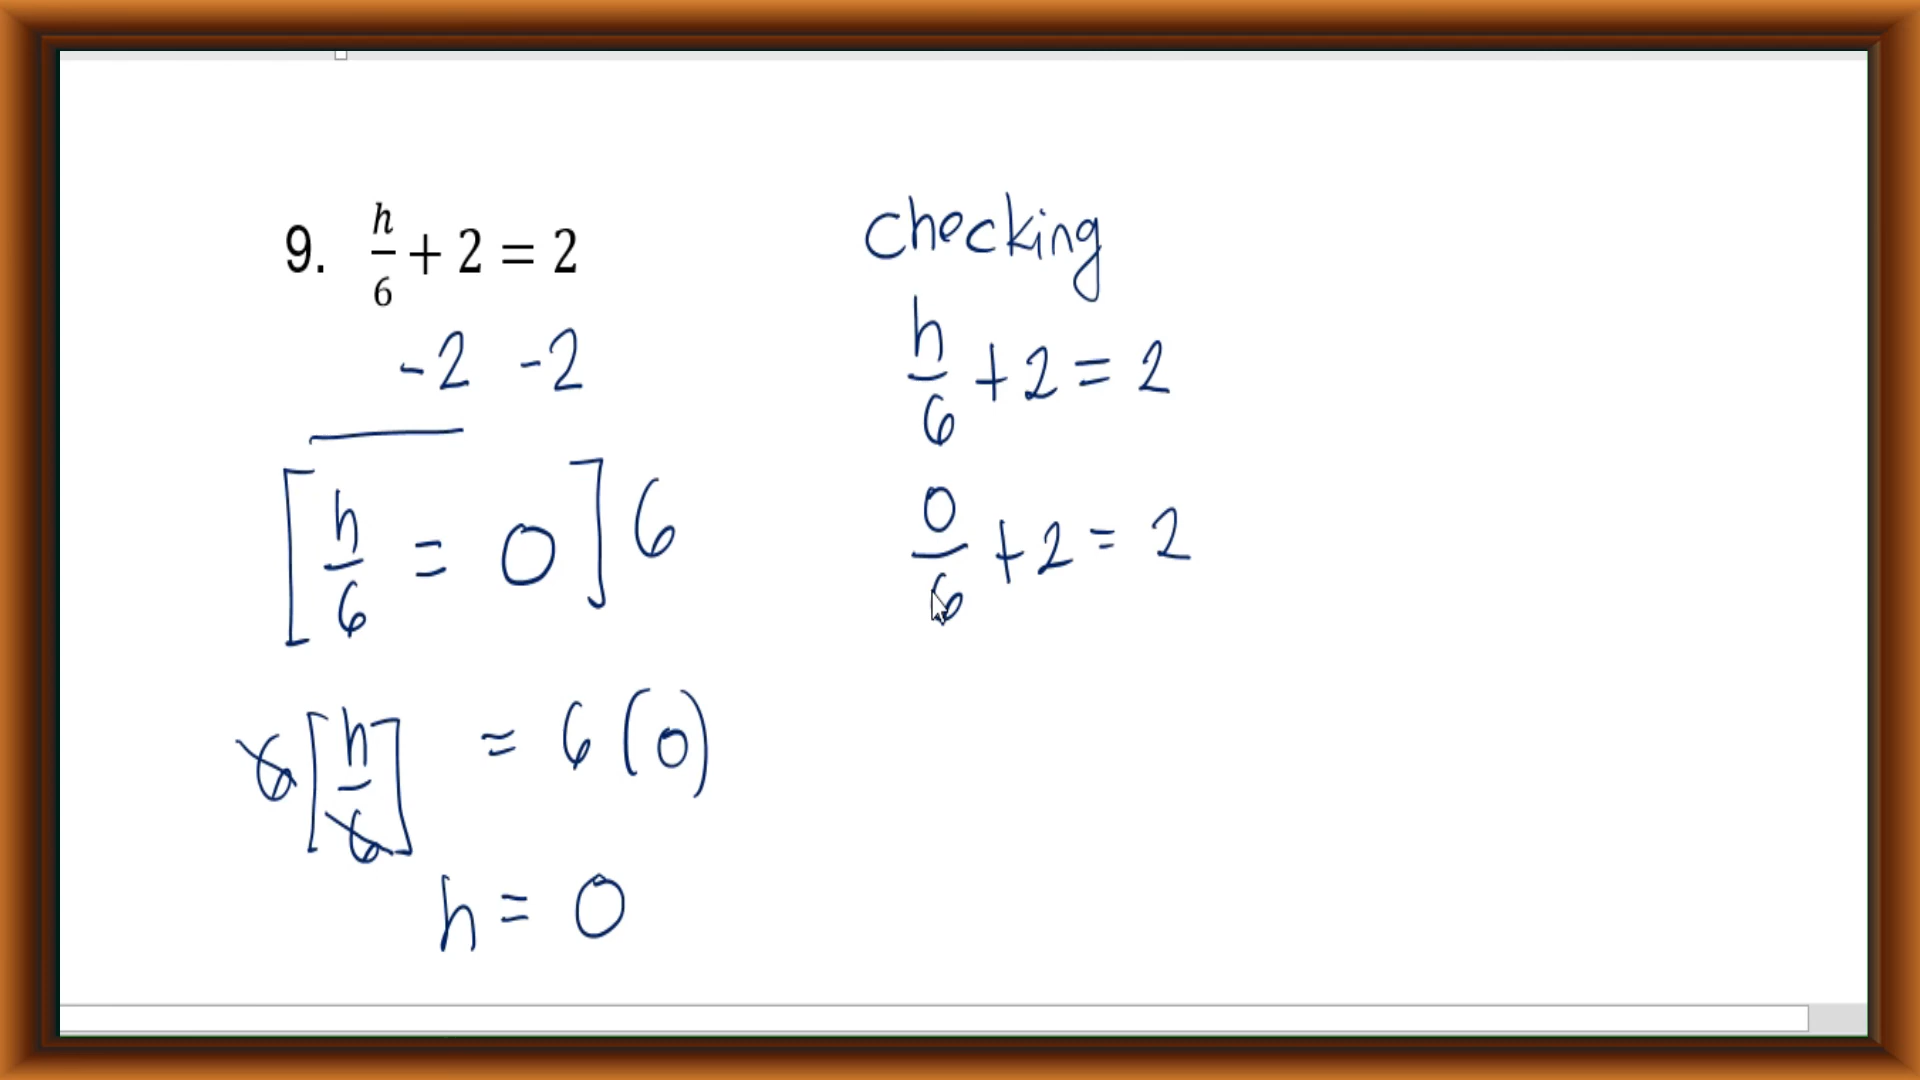 9. h/6 + 2 = 2
-2 -2
[h/6 = 0] 6
6[h/6] = 6(0)
h = 0
checking
h/6 + 2 = 2
0/6 + 2 = 2